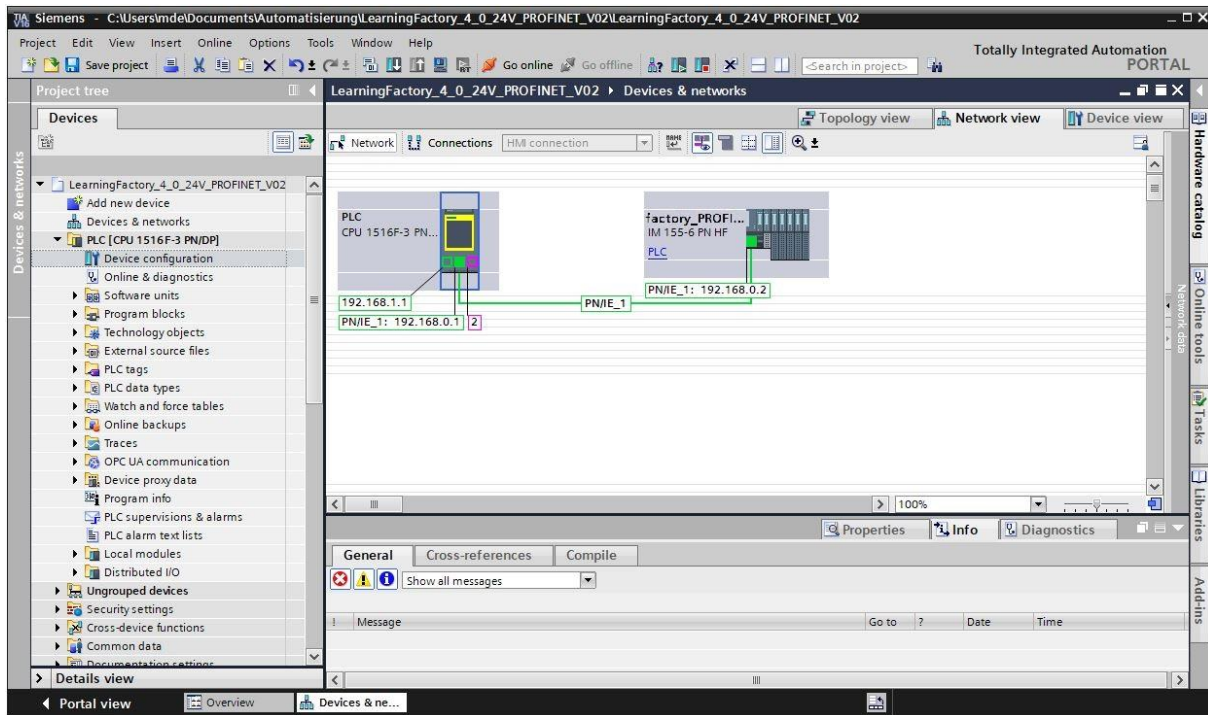 Siemens - C:\Users\mde\Documents\Automatisierung\LearningFactory_4_0_24V_PROFINET_V02\LearningFactory_4_0_24V_PROFINET_V02
Project Edit View Insert Online Options Tools Window Help
Totally Integrated Automation
PORTAL
Save project Go online Go offline <Search in project>
Project tree
LearningFactory_4_0_24V_PROFINET_V02 Devices & networks
Devices
Topology view Network view Device view
Network Connections HMI connection
LearningFactory_4_0_24V_PROFINET_V02
Add new device
Devices & networks
PLC [CPU 1516F-3 PN/DP]
Device configuration
Online & diagnostics
Software units
Program blocks
Technology objects
External source files
PLC tags
PLC data types
Watch and force tables
Online backups
Traces
OPC UA communication
Device proxy data
Program info
PLC supervisions & alarms
PLC alarm text lists
Local modules
Distributed I/O
Ungrouped devices
Security settings
Cross-device functions
Common data
Documentation settings
Details view
Devices & networks
PLC
CPU 1516F-3 PN...
factory_PROFI...
IM 155-6 PN HF
PLC
192.168.1.1
PN/IE_1: 192.168.0.1 2
PN/IE_1
PN/IE_1: 192.168.0.2
100%
Network data
Properties Info Diagnostics
General Cross-references Compile
Show all messages
! Message Go to ? Date Time
Hardware catalog
Online tools
Tasks
Libraries
Add-ins
Portal view Overview Devices & ne...